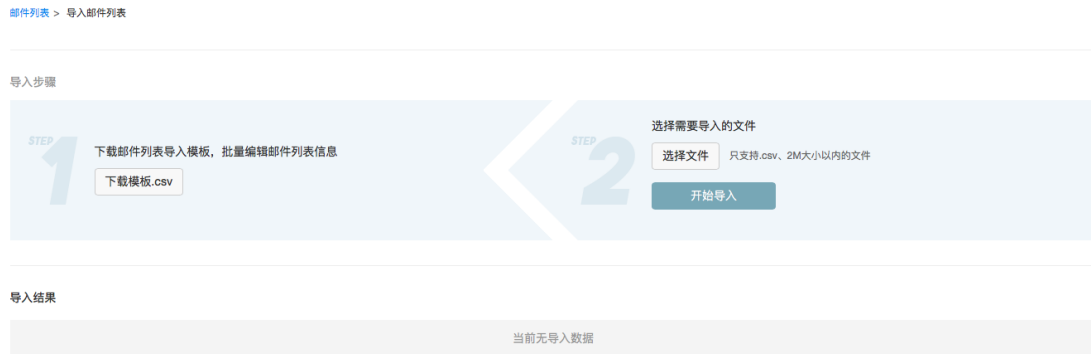 邮件列表 > 导入邮件列表
导入步骤
STEP 1
下载邮件列表导入模板，批量编辑邮件列表信息
下载模板.csv
STEP 2
选择需要导入的文件
选择文件 只支持.csv、2M大小以内的文件
开始导入
导入结果
当前无导入数据